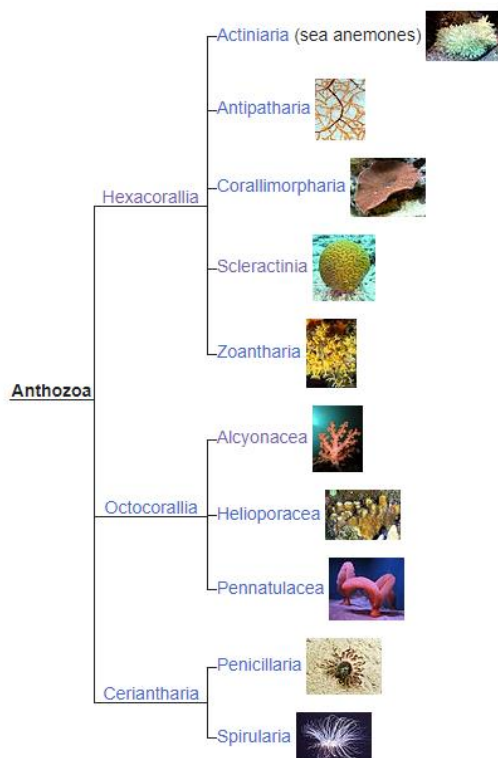 Actiniaria (sea anemones)
Antipatharia
Corallimorpharia
Hexacorallia
Scleractinia
Zoantharia
Anthozoa
Alcyonacea
Octocorallia
Helioporacea
Pennatulacea
Penicillaria
Ceriantharia
Spirularia